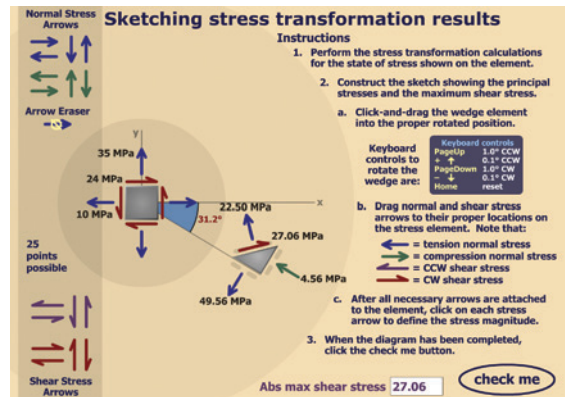 Normal Stress
Arrows
Sketching stress transformation results
Instructions
1. Perform the stress transformation calculations
for the state of stress shown on the element.
2. Construct the sketch showing the principal
stresses and the maximum shear stress.
a. Click-and-drag the wedge element
into the proper rotated position.
Keyboard
controls to
rotate the
wedge are:
Keyboard controls
PageUp 1.0° CCW
+ ↑ 0.1° CCW
PageDown 1.0° CW
− ↓ 0.1° CW
Home reset
b. Drag normal and shear stress
arrows to their proper locations on
the stress element. Note that:
= tension normal stress
= compression normal stress
= CCW shear stress
= CW shear stress
c. After all necessary arrows are attached
to the element, click on each stress
arrow to define the stress magnitude.
3. When the diagram has been completed,
click the check me button.
Arrow Eraser
y
35 MPa
24 MPa
x
10 MPa
31.2°
22.50 MPa
27.06 MPa
4.56 MPa
49.56 MPa
25
points
possible
Shear Stress
Arrows
Abs max shear stress 27.06
check me